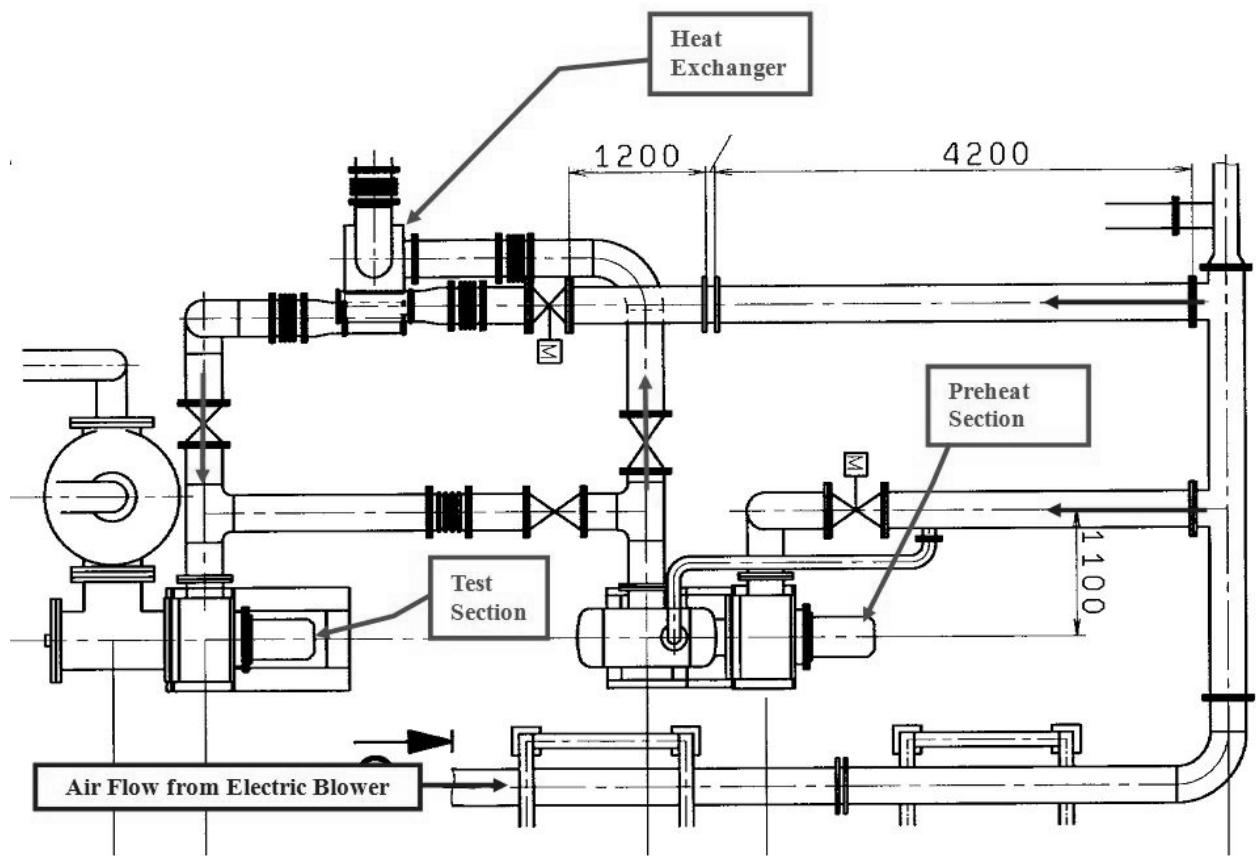 Heat
Exchanger
1200
4200
M
Preheat
Section
M
Test
Section
1100
Air Flow from Electric Blower